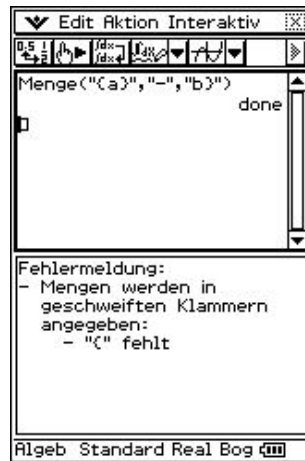 Edit Aktion Interaktiv
Menge("{a}","-","b}")
done
Fehlermeldung:
- Mengen werden in
geschweiften Klammern
angegeben:
- "{" fehlt
Algeb Standard Real Bog